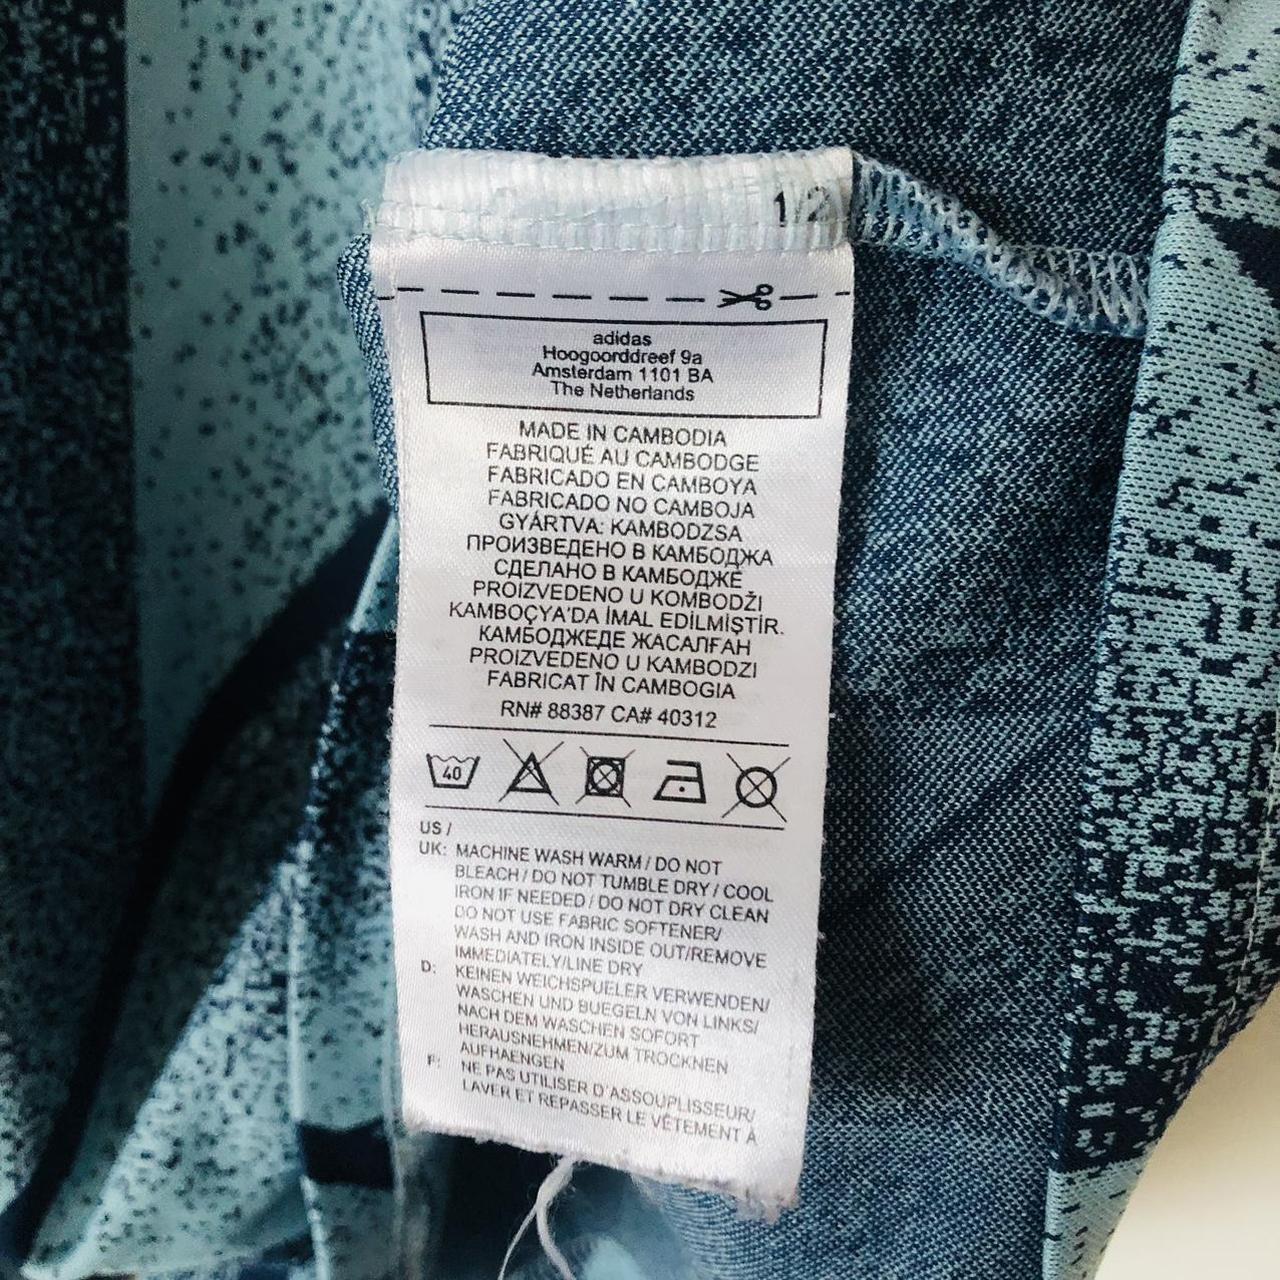 1/2
adidas
Hoogoorddreef 9a
Amsterdam 1101 BA
The Netherlands
MADE IN CAMBODIA
FABRIQUÉ AU CAMBODGE
FABRICADO EN CAMBOYA
FABRICADO NO CAMBOJA
GYÁRTVA: KAMBODZSA
ПРОИЗВЕДЕНО В КАМБОДЖА
СДЕЛАНО В КАМБОДЖЕ
PROIZVEDENO U KOMBODŽI
KAMBOÇYA'DA İMAL EDİLMİŞTİR.
КАМБОДЖЕДЕ ЖАСАЛҒАН
PROIZVEDENO U KAMBODZI
FABRICAT ÎN CAMBOGIA
RN# 88387 CA# 40312
40
US /
UK: MACHINE WASH WARM / DO NOT
BLEACH / DO NOT TUMBLE DRY / COOL
IRON IF NEEDED / DO NOT DRY CLEAN
DO NOT USE FABRIC SOFTENER/
WASH AND IRON INSIDE OUT/REMOVE
IMMEDIATELY/LINE DRY
D: KEINEN WEICHSPUELER VERWENDEN/
WASCHEN UND BUEGELN VON LINKS/
NACH DEM WASCHEN SOFORT
HERAUSNEHMEN/ZUM TROCKNEN
AUFHAENGEN
F: NE PAS UTILISER D'ASSOUPLISSEUR/
LAVER ET REPASSER LE VÊTEMENT À